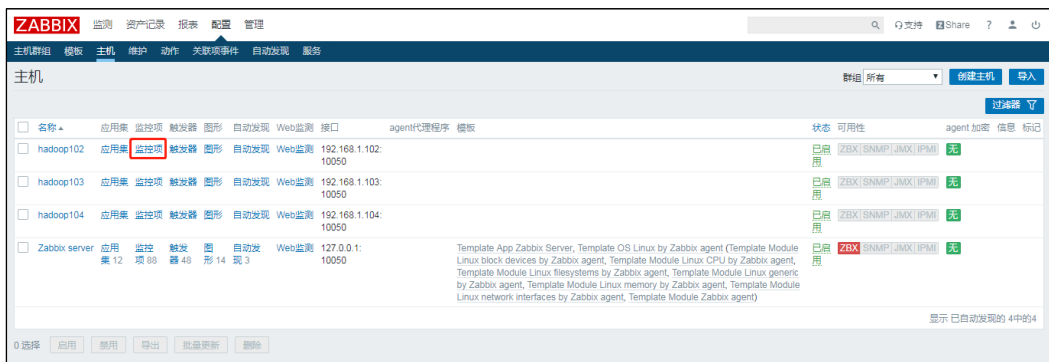 ZABBIX 监测 资产记录 报表 配置 管理 支持 Share ?
主机群组 模板 主机 维护 动作 关联项事件 自动发现 服务
主机 群组 所有 创建主机 导入
过滤器
名称 应用集 监控项 触发器 图形 自动发现 Web监测 接口 agent代理程序 模板 状态 可用性 agent 加密 信息 标记
hadoop102 应用集 监控项 触发器 图形 自动发现 Web监测 192.168.1.102: 已启 ZBX SNMP JMX IPMI 无
10050 用
hadoop103 应用集 监控项 触发器 图形 自动发现 Web监测 192.168.1.103: 已启 ZBX SNMP JMX IPMI 无
10050 用
hadoop104 应用集 监控项 触发器 图形 自动发现 Web监测 192.168.1.104: 已启 ZBX SNMP JMX IPMI 无
10050 用
Zabbix server 应用 监控 触发 图 自动发 Web监测 127.0.0.1: Template App Zabbix Server, Template OS Linux by Zabbix agent (Template Module 已启 ZBX SNMP JMX IPMI 无
集 12 项 88 器 48 形 14 现 3 10050 Linux block devices by Zabbix agent, Template Module Linux CPU by Zabbix agent, 用
Template Module Linux filesystems by Zabbix agent, Template Module Linux generic
by Zabbix agent, Template Module Linux memory by Zabbix agent, Template Module
Linux network interfaces by Zabbix agent, Template Module Zabbix agent)
显示 已自动发现的 4中的4
0 选择 启用 禁用 导出 批量更新 删除